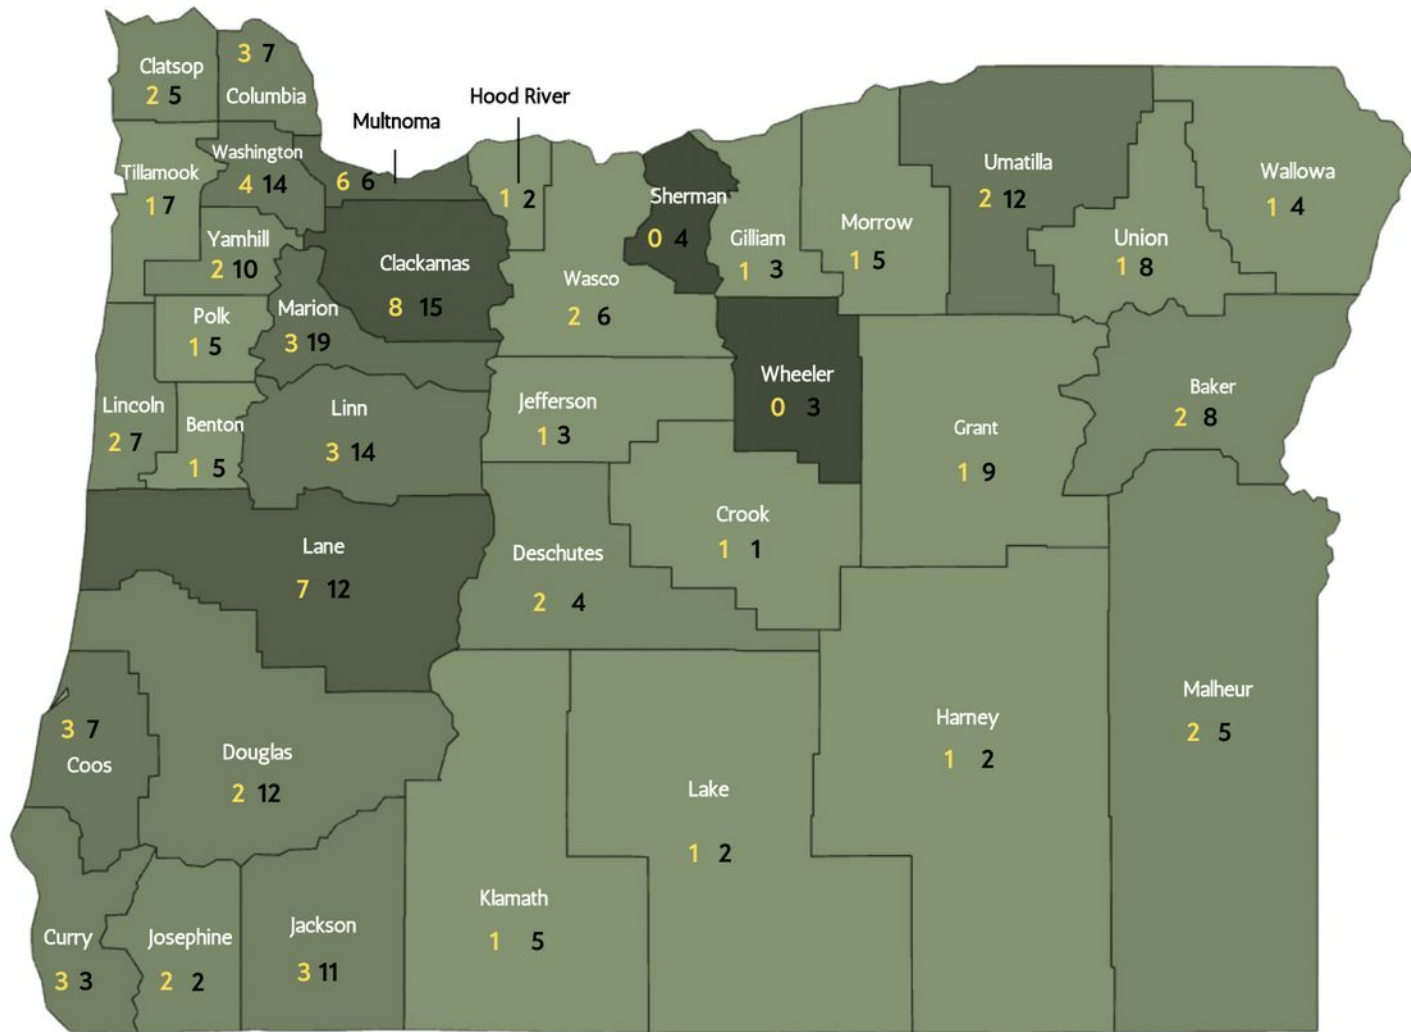 Clatsop
2 5
3 7
Columbia
Multnoma
6 6
Hood River
1 2
Washington
4 14
Tillamook
1 7
Yamhill
2 10
Clackamas
8 15
Polk
1 5
Marion
3 19
Wasco
2 6
Sherman
0 4
Gilliam
1 3
Morrow
1 5
Umatilla
2 12
Union
1 8
Wallowa
1 4
Lincoln
2 7
Benton
1 5
Linn
3 14
Jefferson
1 3
Wheeler
0 3
Grant
1 9
Baker
2 8
Lane
7 12
Deschutes
2 4
Crook
1 1
3 7
Coos
Douglas
2 12
Lake
1 2
Harney
1 2
Malheur
2 5
Curry
3 3
Josephine
2 2
Jackson
3 11
Klamath
1 5